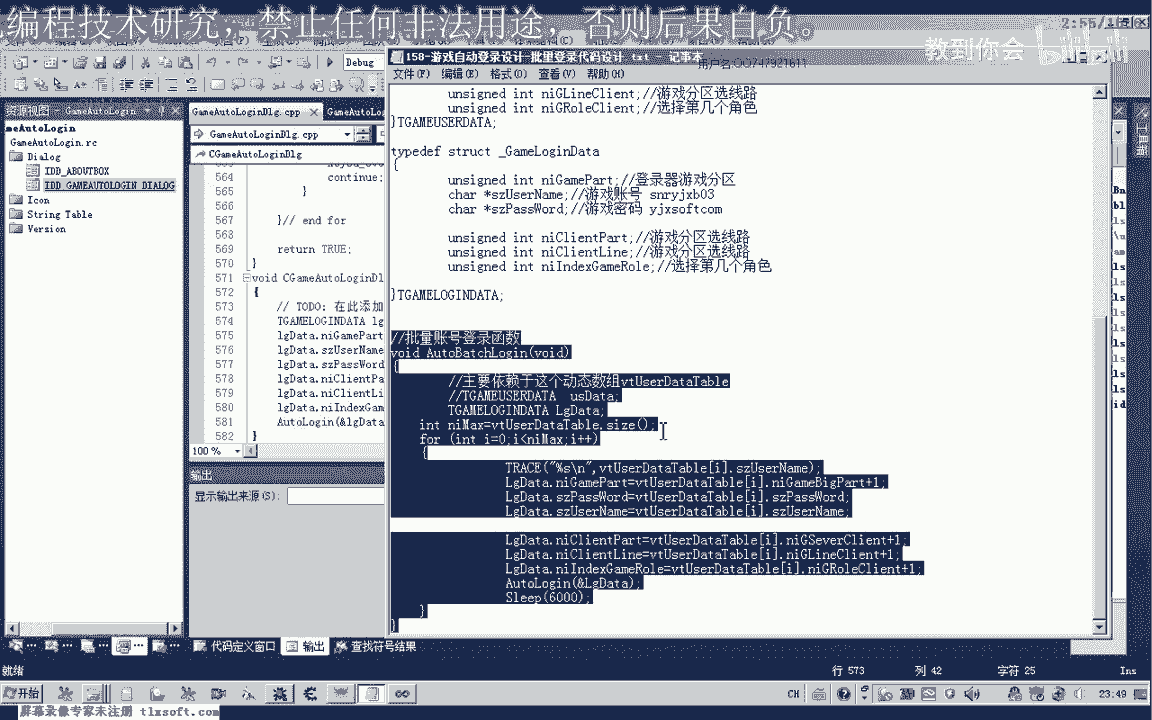 编程技术研究，禁止任何非法用途，否则后果自负。
教到你会 bilibili
158-游戏自动登录设计-批量登录代码设计 txt - 记事本
用户名:QQ747921611
文件(F) 编辑(E) 格式(O) 查看(V) 帮助(H)
Debug
资源视图 - GameAutoLogin
GameAutoLoginDlg.cpp
GameAutoLoginDlg.cpp
CGameAutoLoginDlg
meAutoLogin
GameAutoLogin.rc
Dialog
IDD_ABOUTBOX
IDD_GAMEAUTOLOGIN_DIALOG
Icon
String Table
Version
564 continue;
565 }
566
567 }// end for
568
569 return TRUE;
570 }
571 void CGameAutoLoginDl
572 {
573 // TODO: 在此添加
574 TGAMELOGINDATA lg
575 lgData.niGamePart
576 lgData.szUserName
577 lgData.szPassWord
578 lgData.niClientPa
579 lgData.niClientLi
580 lgData.niIndexGam
581 AutoLogin(&lgData
582 }
100 %
unsigned int niGLineClient;//游戏分区选线路
unsigned int niGRoleClient;//选择第几个角色
}TGAMEUSERDATA;
typedef struct _GameLoginData
{
unsigned int niGamePart;//登录器游戏分区
char *szUserName;//游戏账号 snryjxb03
char *szPassWord;//游戏密码 yjxsoftcom
unsigned int niClientPart;//游戏分区选线路
unsigned int niClientLine;//游戏分区选线路
unsigned int niIndexGameRole;//选择第几个角色
}TGAMELOGINDATA;
//批量账号登录函数
void AutoBatchLogin(void)
{
//主要依赖于这个动态数组vtUserDataTable
//TGAMEUSERDATA usData;
TGAMELOGINDATA LgData;
int niMax=vtUserDataTable.size();
for (int i=0;i<niMax;i++)
{
TRACE("%s\n",vtUserDataTable[i].szUserName);
LgData.niGamePart=vtUserDataTable[i].niGameBigPart+1;
LgData.szPassWord=vtUserDataTable[i].szPassWord;
LgData.szUserName=vtUserDataTable[i].szUserName;
LgData.niClientPart=vtUserDataTable[i].niGSeverClient+1;
LgData.niClientLine=vtUserDataTable[i].niGLineClient+1;
LgData.niIndexGameRole=vtUserDataTable[i].niGRoleClient+1;
AutoLogin(&LgData);
Sleep(6000);
}
}
输出
显示输出来源(S):
代码定义窗口 输出 查找符号结果
就绪 行 573 列 42 字符 25 Ins
开始 CH 23:49
屏幕录像专家未注册 tlxsoft.com